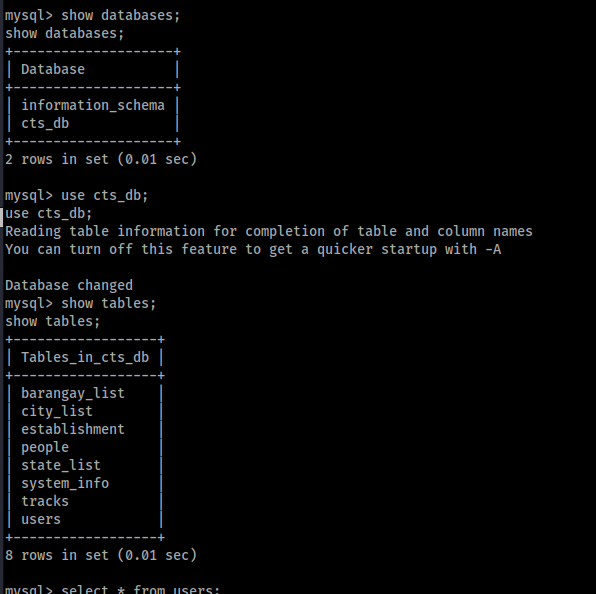 mysql> show databases;
show databases;
+--------------------+
| Database           |
+--------------------+
| information_schema |
| cts_db             |
+--------------------+
2 rows in set (0.01 sec)

mysql> use cts_db;
use cts_db;
Reading table information for completion of table and column names
You can turn off this feature to get a quicker startup with -A

Database changed
mysql> show tables;
show tables;
+------------------+
| Tables_in_cts_db |
+------------------+
| barangay_list    |
| city_list        |
| establishment    |
| people           |
| state_list       |
| system_info      |
| tracks           |
| users            |
+------------------+
8 rows in set (0.01 sec)

mysql> select * from users;